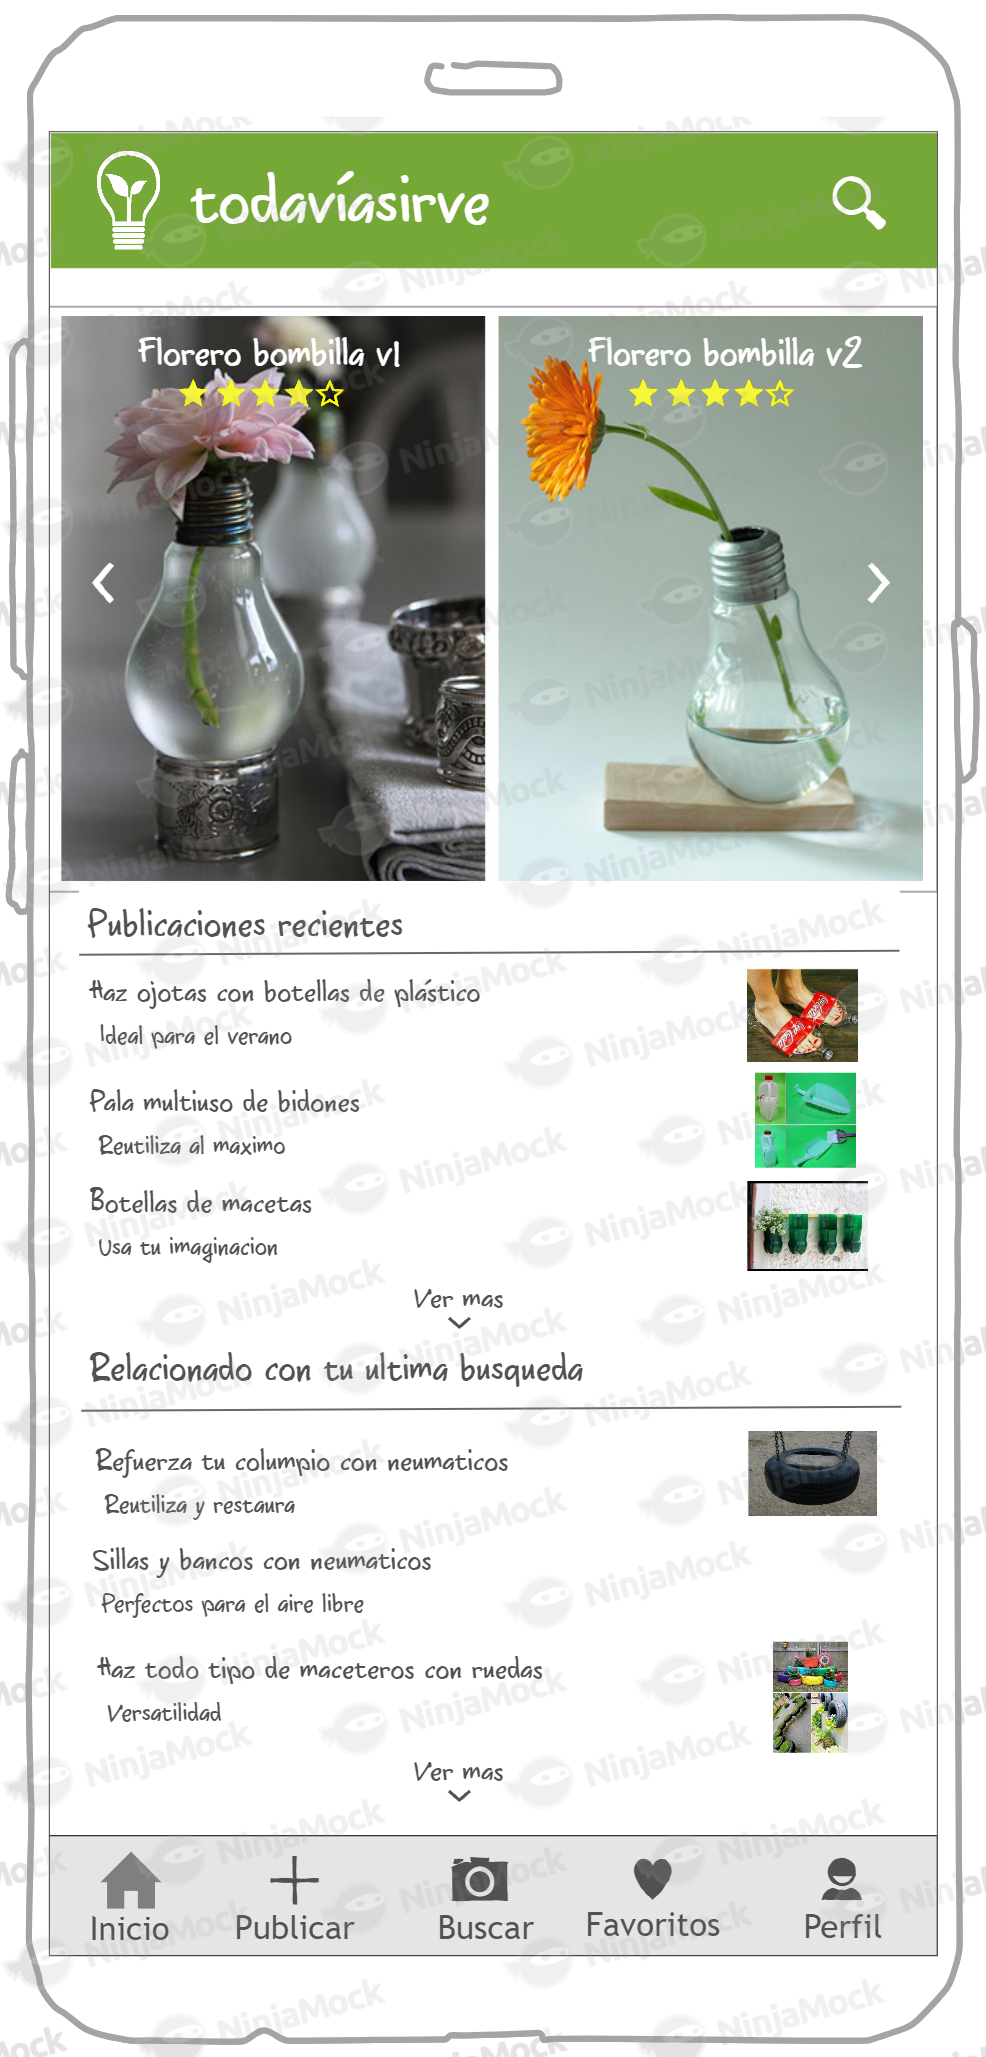 todavíasirve
Florero bombilla v1
Florero bombilla v2
Publicaciones recientes
Haz ojotas con botellas de plástico
Ideal para el verano
Pala multiuso de bidones
Reutiliza al maximo
Botellas de macetas
Usa tu imaginacion
Ver mas
Relacionado con tu ultima busqueda
Refuerza tu columpio con neumaticos
Reutiliza y restaura
Sillas y bancos con neumaticos
Perfectos para el aire libre
Haz todo tipo de maceteros con ruedas
Versatilidad
Ver mas
Inicio Publicar Buscar Favoritos Perfil
NinjaMock